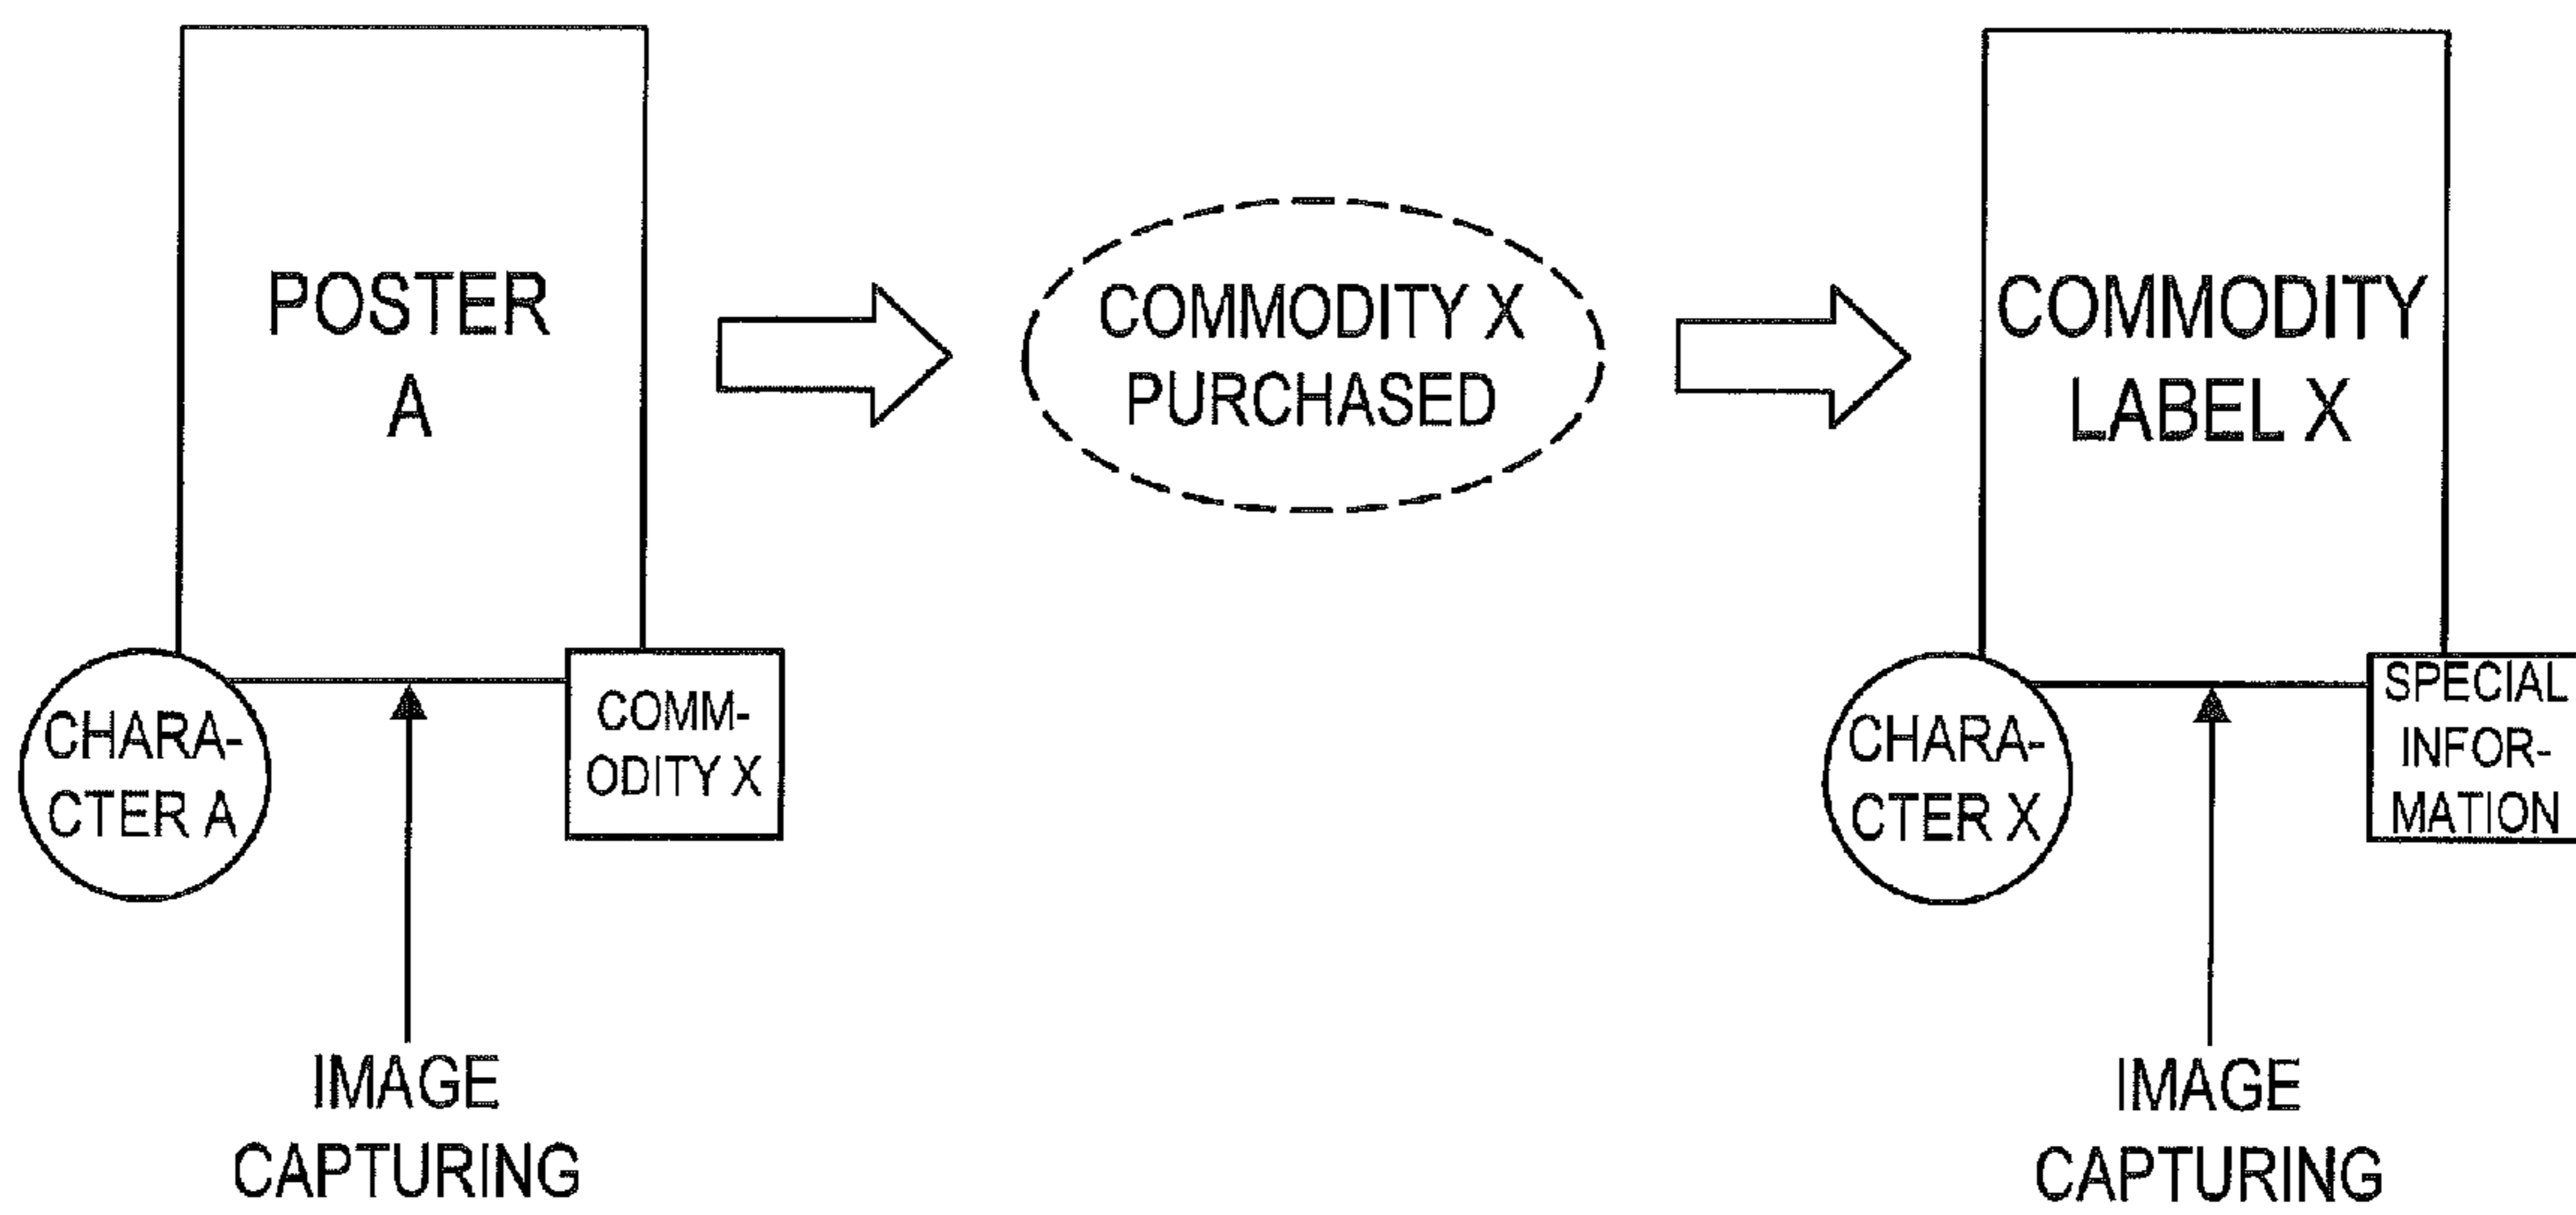 POSTER
A
CHARA-
CTER A
COMM-
ODITY X
IMAGE
CAPTURING
COMMODITY X
PURCHASED
COMMODITY
LABEL X
CHARA-
CTER X
SPECIAL
INFOR-
MATION
IMAGE
CAPTURING